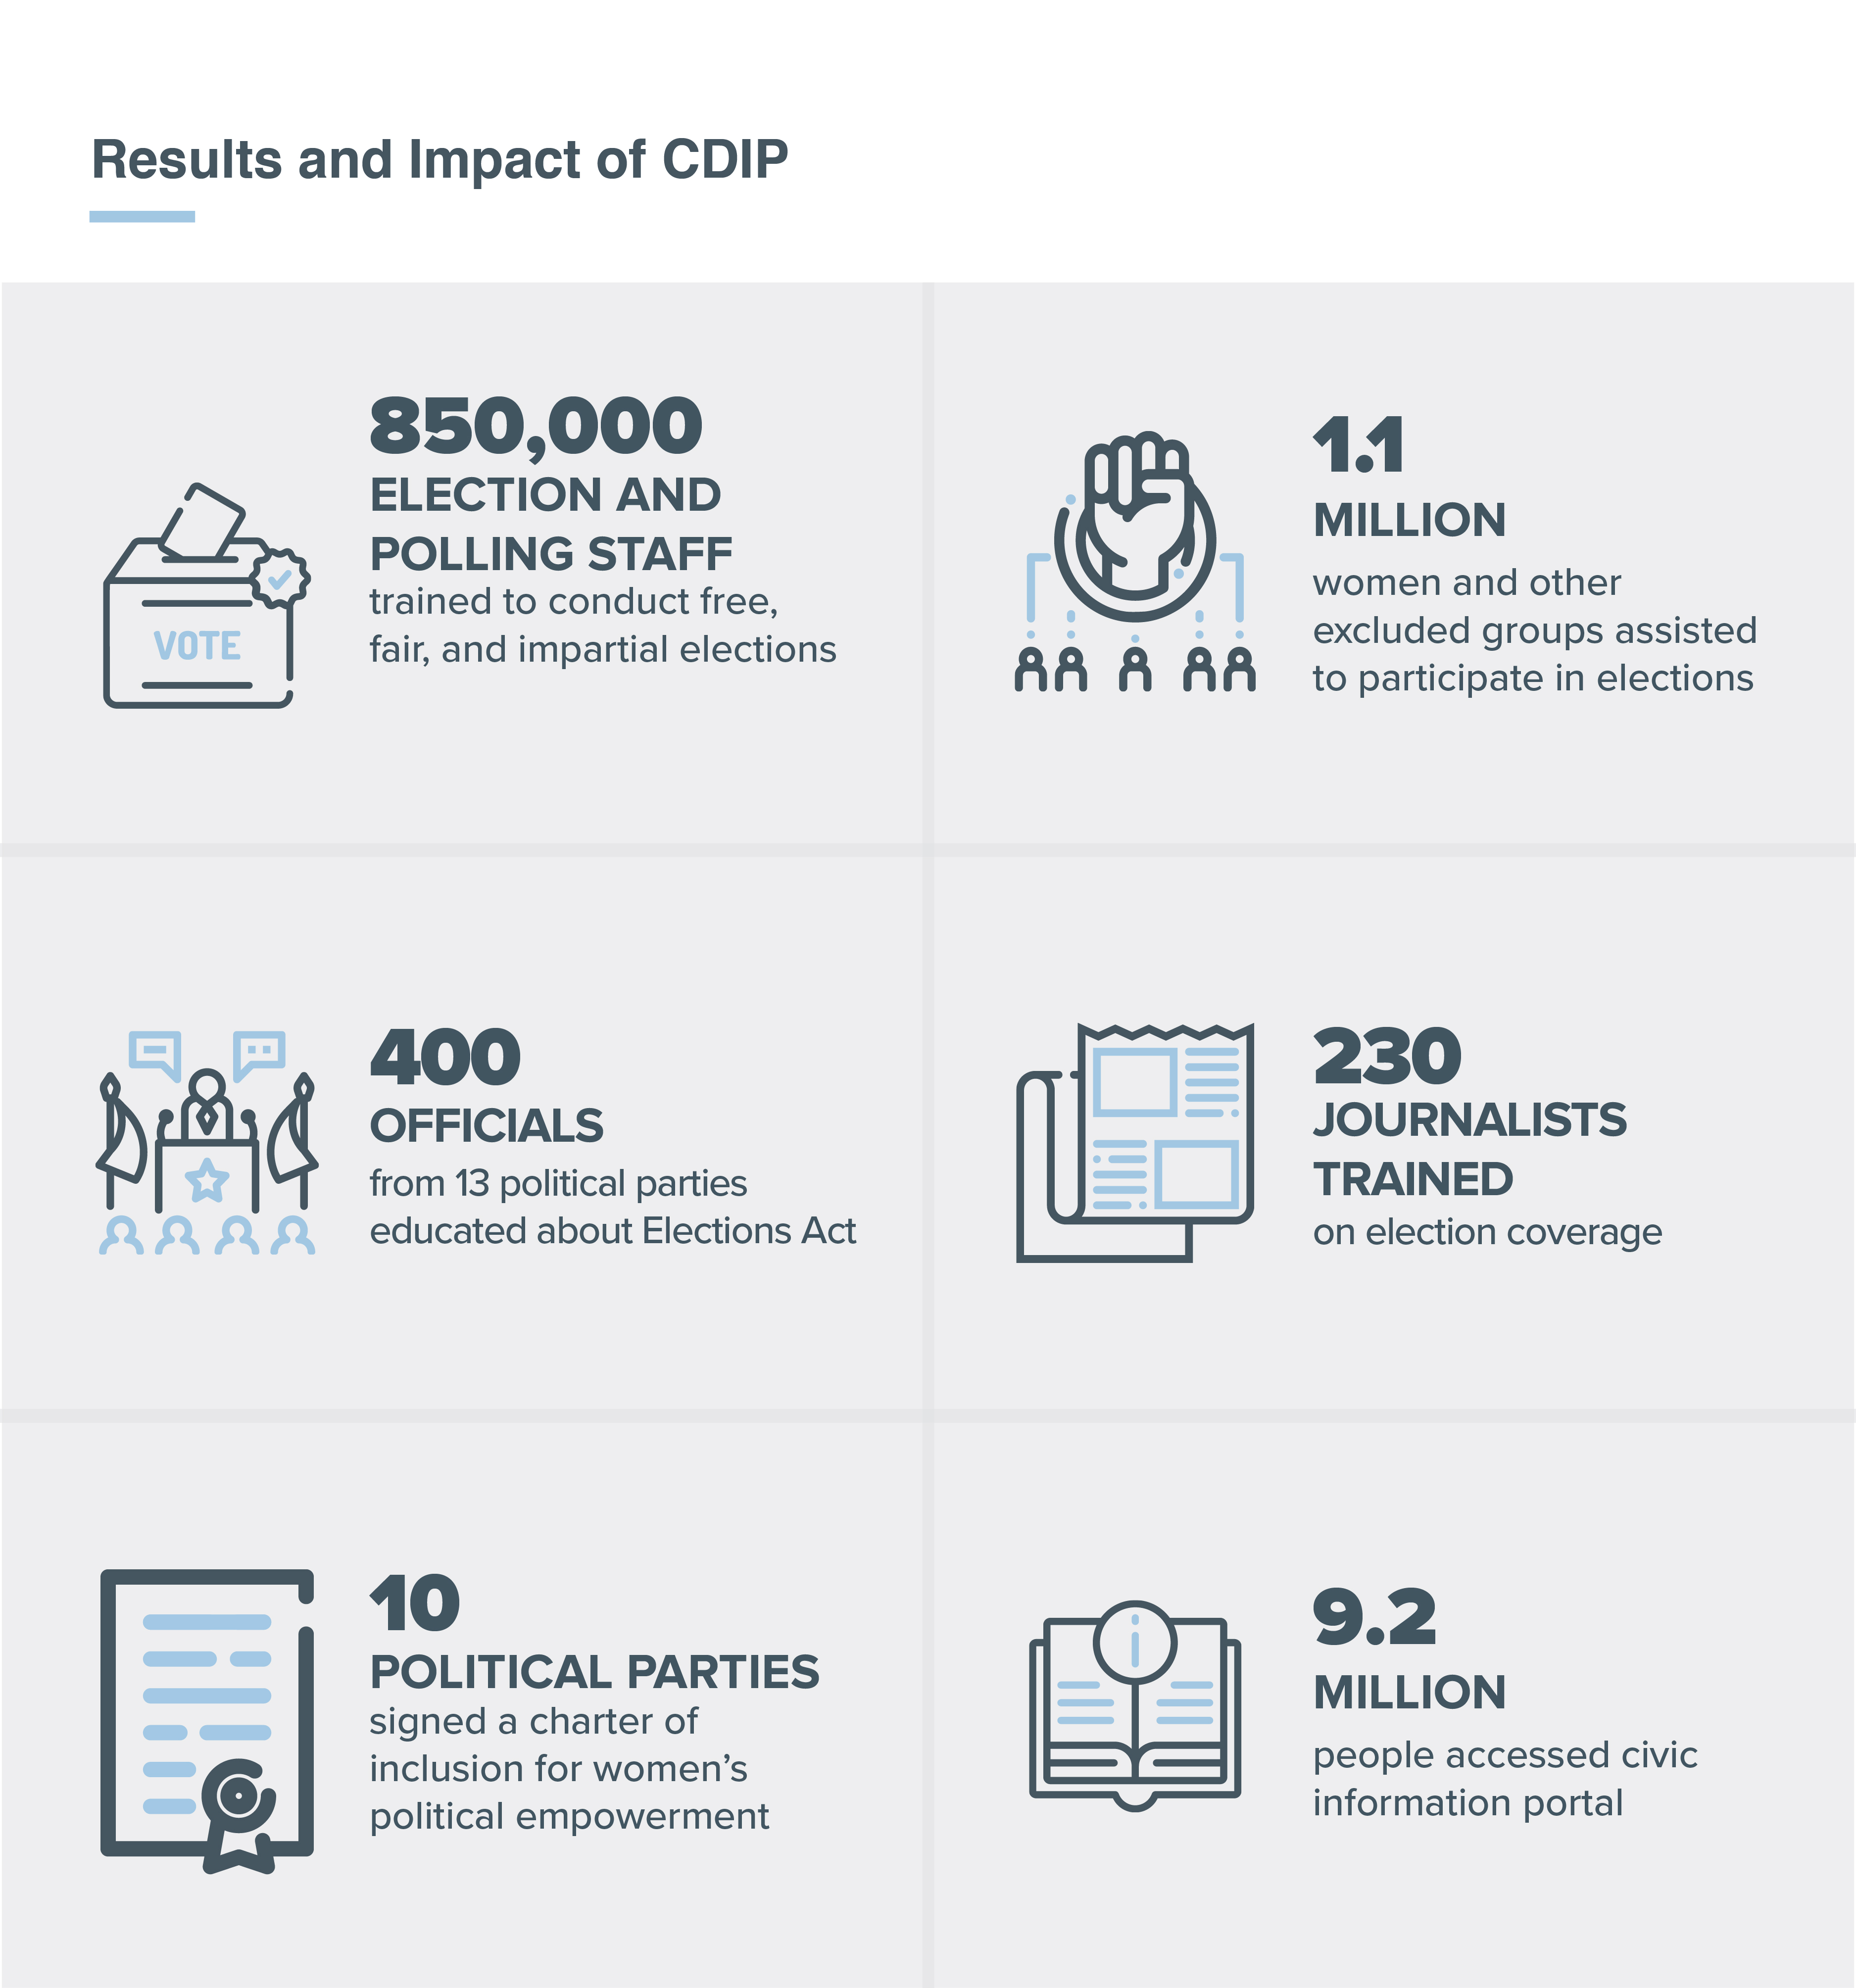 Results and Impact of CDIP
850,000
ELECTION AND
POLLING STAFF
trained to conduct free,
fair, and impartial elections
VOTE
1.1
MILLION
women and other
excluded groups assisted
to participate in elections
400
OFFICIALS
from 13 political parties
educated about Elections Act
230
JOURNALISTS
TRAINED
on election coverage
10
POLITICAL PARTIES
signed a charter of
inclusion for women’s
political empowerment
9.2
MILLION
people accessed civic
information portal